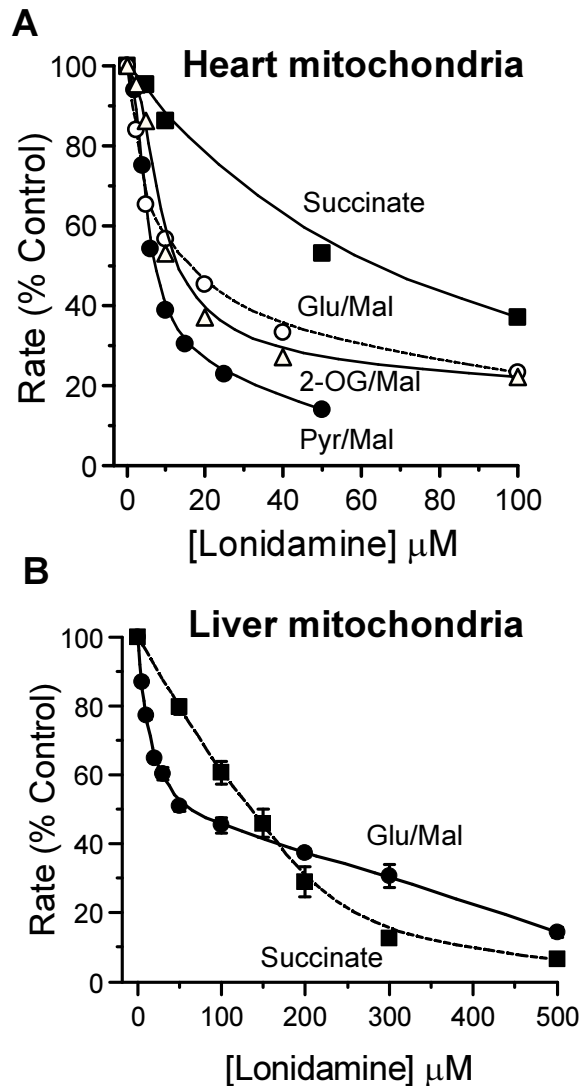 A
Heart mitochondria
Rate (% Control)
100
80
60
40
20
0
Succinate
Glu/Mal
2-OG/Mal
Pyr/Mal
0 20 40 60 80 100
[Lonidamine] μM
B
Liver mitochondria
Rate (% Control)
100
80
60
40
20
0
Glu/Mal
Succinate
0 100 200 300 400 500
[Lonidamine] μM